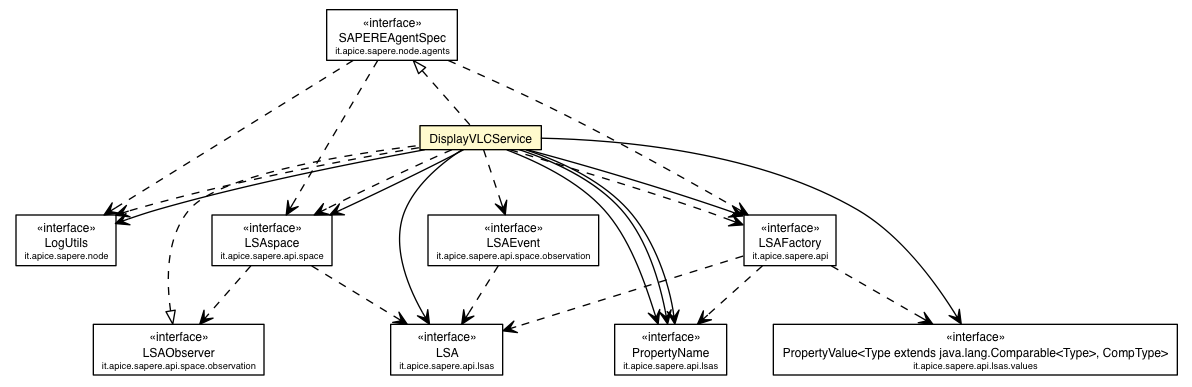 «interface»
SAPEREAgentSpec
it.apice.sapere.node.agents
DisplayVLCService
«interface»
LogUtils
it.apice.sapere.node
«interface»
LSAspace
it.apice.sapere.api.space
«interface»
LSAEvent
it.apice.sapere.api.space.observation
«interface»
LSAFactory
it.apice.sapere.api
«interface»
LSAObserver
it.apice.sapere.api.space.observation
«interface»
LSA
it.apice.sapere.api.lsas
«interface»
PropertyName
it.apice.sapere.api.lsas
«interface»
PropertyValue<Type extends java.lang.Comparable<Type>, CompType>
it.apice.sapere.api.lsas.values